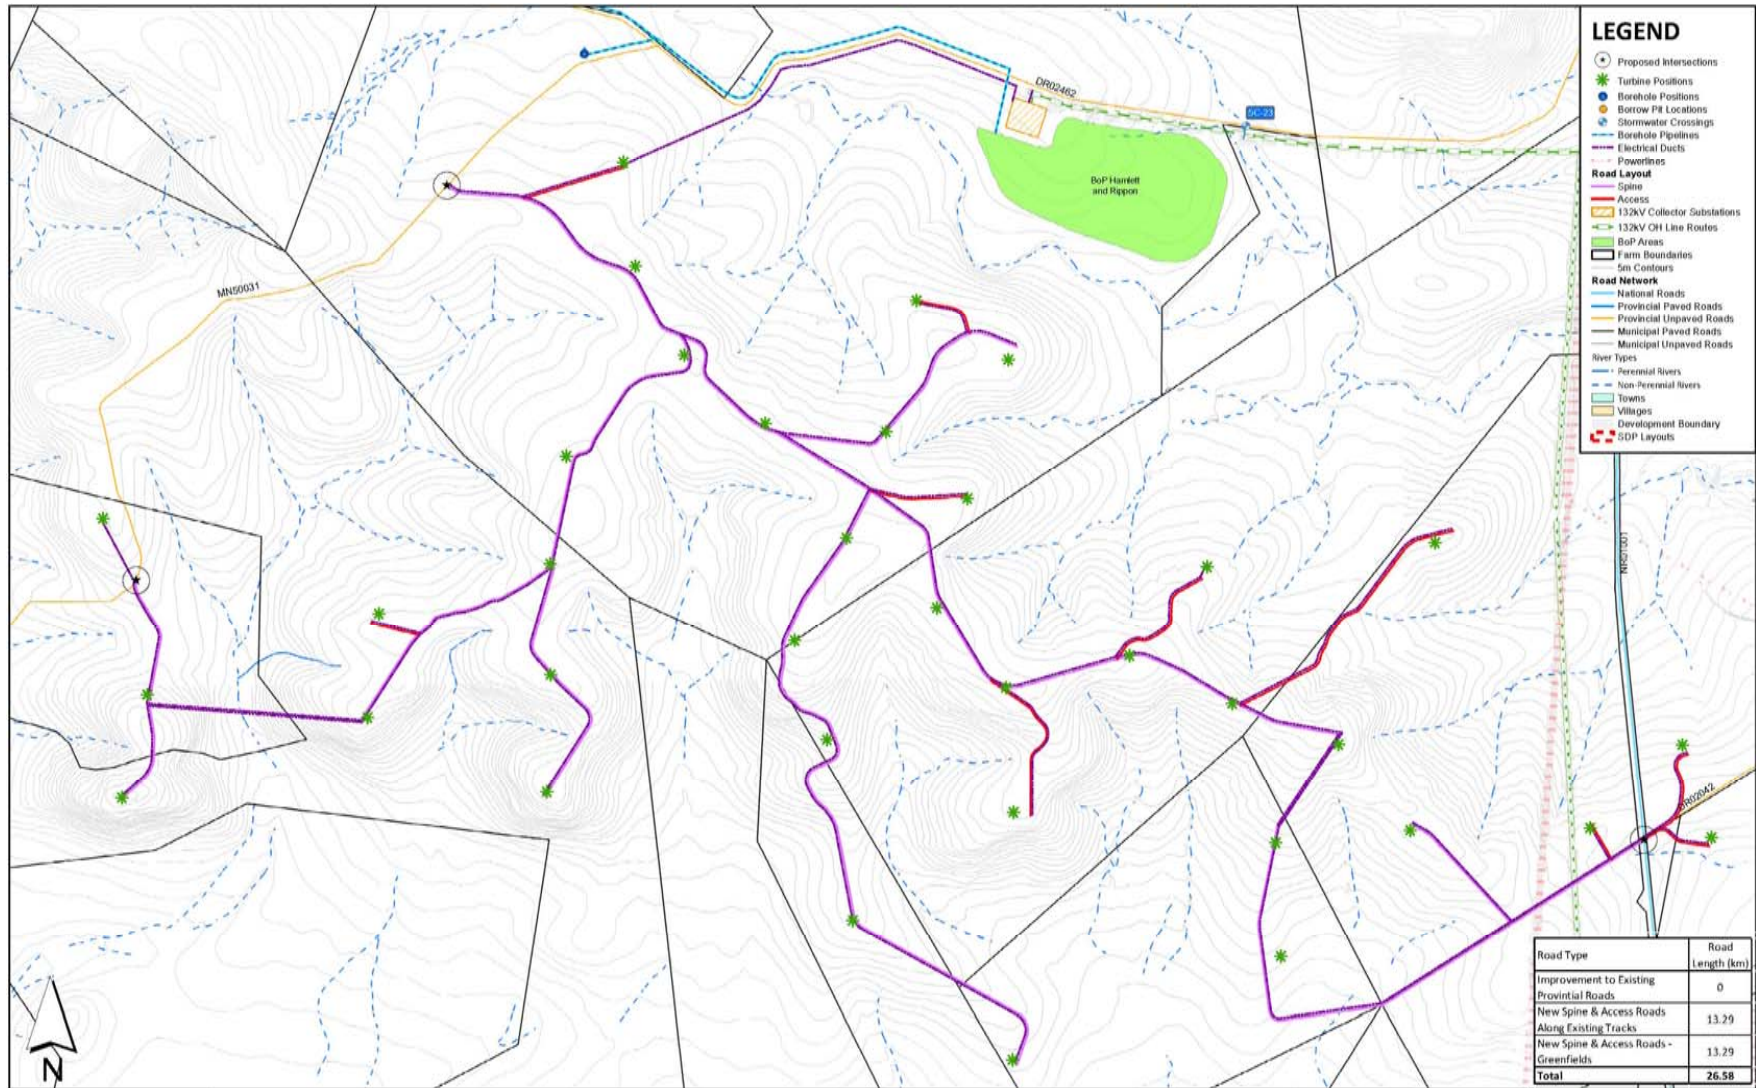 DR02462
SC-23
BoP Hamlett
and Rippon
MN50031
NR01001
DR02042
N
LEGEND
Proposed Intersections
Turbine Positions
Borehole Positions
Borrow Pit Locations
Stormwater Crossings
Borehole Pipelines
Electrical Ducts
Powerlines
Road Layout
Spine
Access
132kV Collector Substations
132kV OH Line Routes
BoP Areas
Farm Boundaries
5m Contours
Road Network
National Roads
Provincial Paved Roads
Provincial Unpaved Roads
Municipal Paved Roads
Municipal Unpaved Roads
River Types
Perennial Rivers
Non-Perennial Rivers
Towns
Villages
Development Boundary
SDP Layouts
Road Type Road
Length (km)
Improvement to Existing
Provintial Roads 0
New Spine & Access Roads
Along Existing Tracks 13.29
New Spine & Access Roads -
Greenfields 13.29
Total 26.58